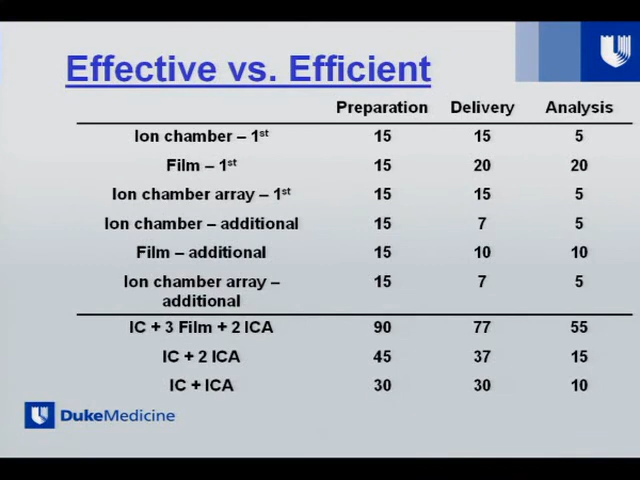 Effective vs. Efficient
Preparation Delivery Analysis
Ion chamber – 1st 15 15 5
Film – 1st 15 20 20
Ion chamber array – 1st 15 15 5
Ion chamber – additional 15 7 5
Film – additional 15 10 10
Ion chamber array – 15 7 5
additional
IC + 3 Film + 2 ICA 90 77 55
IC + 2 ICA 45 37 15
IC + ICA 30 30 10
DukeMedicine